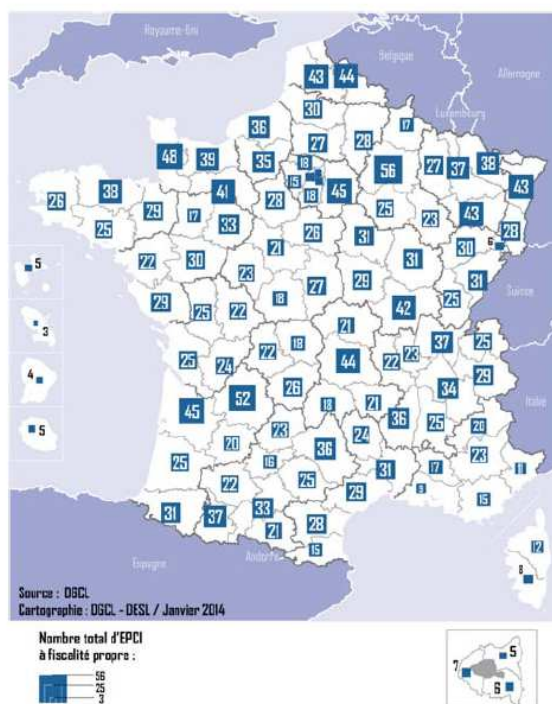 Royaume-Uni
Belgique
Allemagne
Luxembourg
43 44
30
36 27 28 17
48 39 35 18 56 27 37 38
15 45 43
26 38 41 18 25 43
29 17 33 28 23 28
25 26 31 30 6
5 22 30 21 31 31
23 27 28 25
Suisse
29 25 22 18 42
3 21 37 25
25 22 18 44 22 23 29
4 24 34
Italie
45 52 26 18 21 36 25 20
5 20 23 36 24 23
25 16 31 17
22 25 29 9 15
31 37 33 28
21 12
15 8
Espagne
Andorre
Source : DGCL
Cartographie : DGCL - DESL / Janvier 2014
Nombre total d'EPCI
à fiscalité propre :
56
25
3
5
7
6